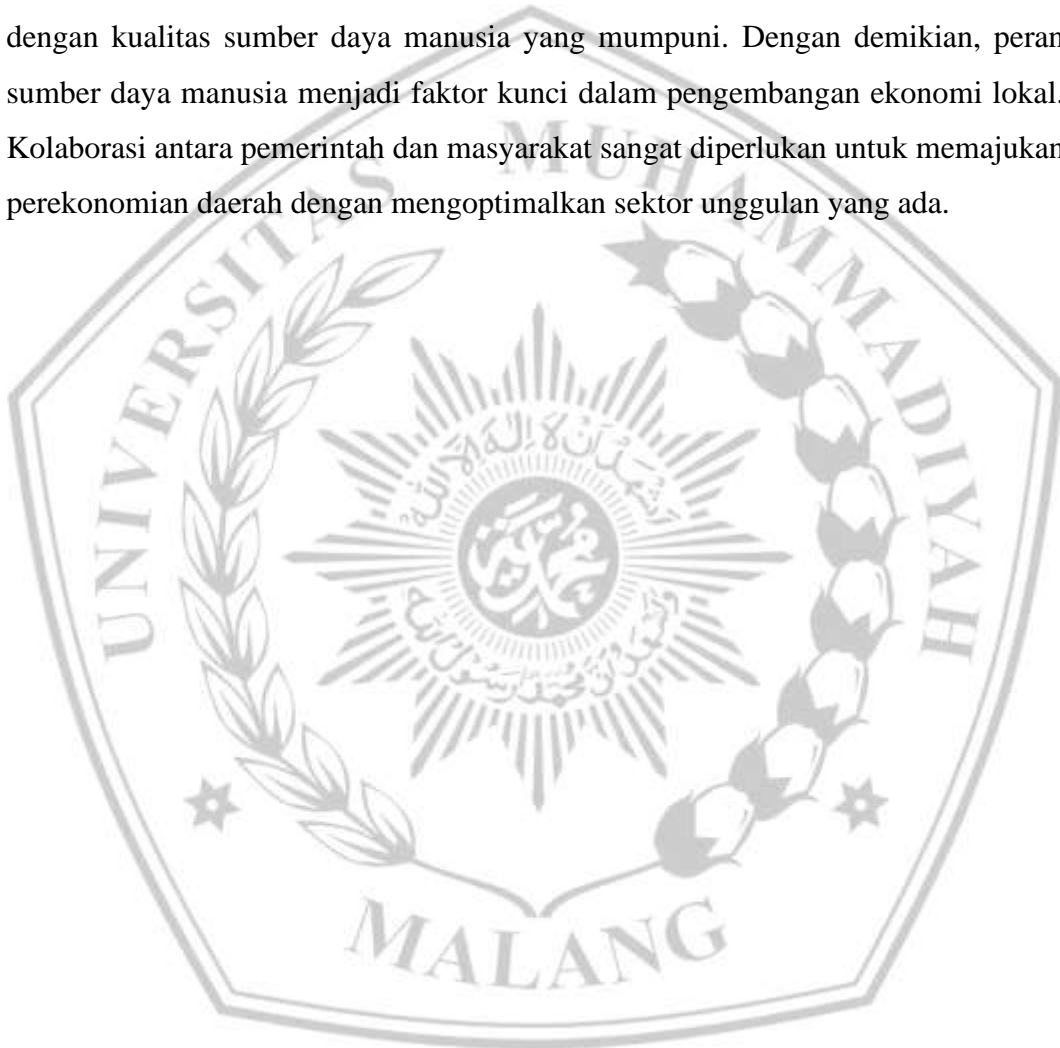 dengan kualitas sumber daya manusia yang mumpuni. Dengan demikian, peran
sumber daya manusia menjadi faktor kunci dalam pengembangan ekonomi lokal.
Kolaborasi antara pemerintah dan masyarakat sangat diperlukan untuk memajukan
perekonomian daerah dengan mengoptimalkan sektor unggulan yang ada.
UNIVERSITAS MUHAMMADIYAH
MALANG